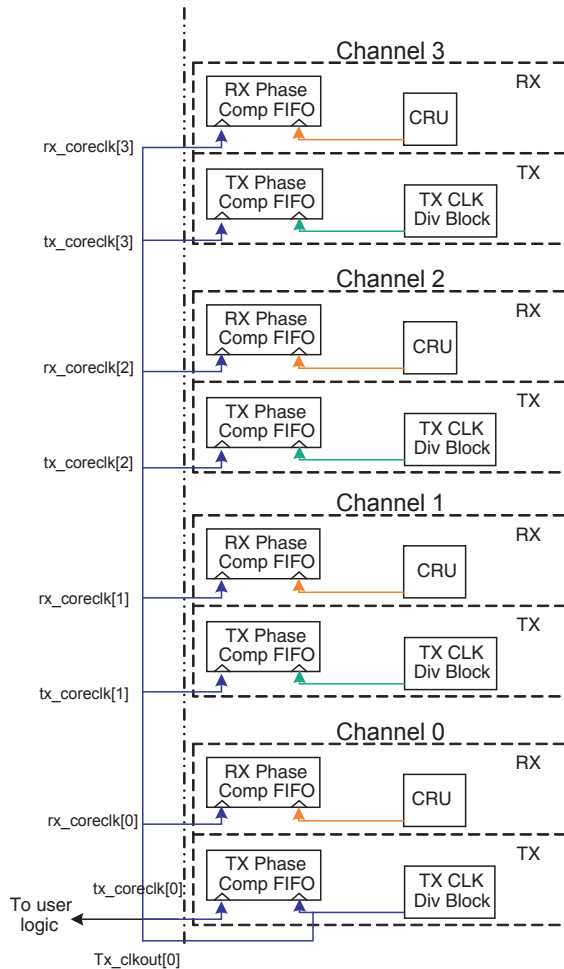 Channel 3
RX Phase
Comp FIFO
CRU
RX
rx_coreclk[3]
TX Phase
Comp FIFO
TX CLK
Div Block
TX
tx_coreclk[3]
Channel 2
RX Phase
Comp FIFO
CRU
RX
rx_coreclk[2]
TX Phase
Comp FIFO
TX CLK
Div Block
TX
tx_coreclk[2]
Channel 1
RX Phase
Comp FIFO
CRU
RX
rx_coreclk[1]
TX Phase
Comp FIFO
TX CLK
Div Block
TX
tx_coreclk[1]
Channel 0
RX Phase
Comp FIFO
CRU
RX
rx_coreclk[0]
TX Phase
Comp FIFO
TX CLK
Div Block
TX
tx_coreclk[0]
To user
logic
Tx_clkout[0]